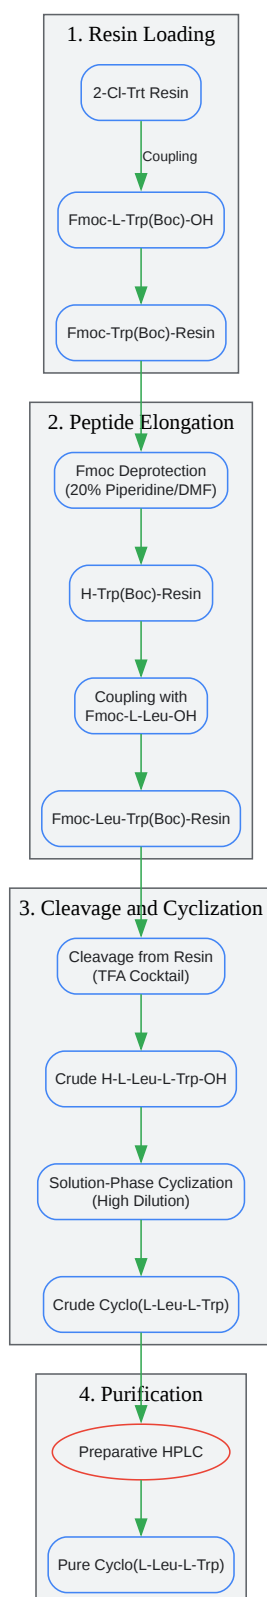 1. Resin Loading
2-Cl-Trt Resin
Coupling
Fmoc-L-Trp(Boc)-OH
Fmoc-Trp(Boc)-Resin
2. Peptide Elongation
Fmoc Deprotection
(20% Piperidine/DMF)
H-Trp(Boc)-Resin
Coupling with
Fmoc-L-Leu-OH
Fmoc-Leu-Trp(Boc)-Resin
3. Cleavage and Cyclization
Cleavage from Resin
(TFA Cocktail)
Crude H-L-Leu-L-Trp-OH
Solution-Phase Cyclization
(High Dilution)
Crude Cyclo(L-Leu-L-Trp)
4. Purification
Preparative HPLC
Pure Cyclo(L-Leu-L-Trp)